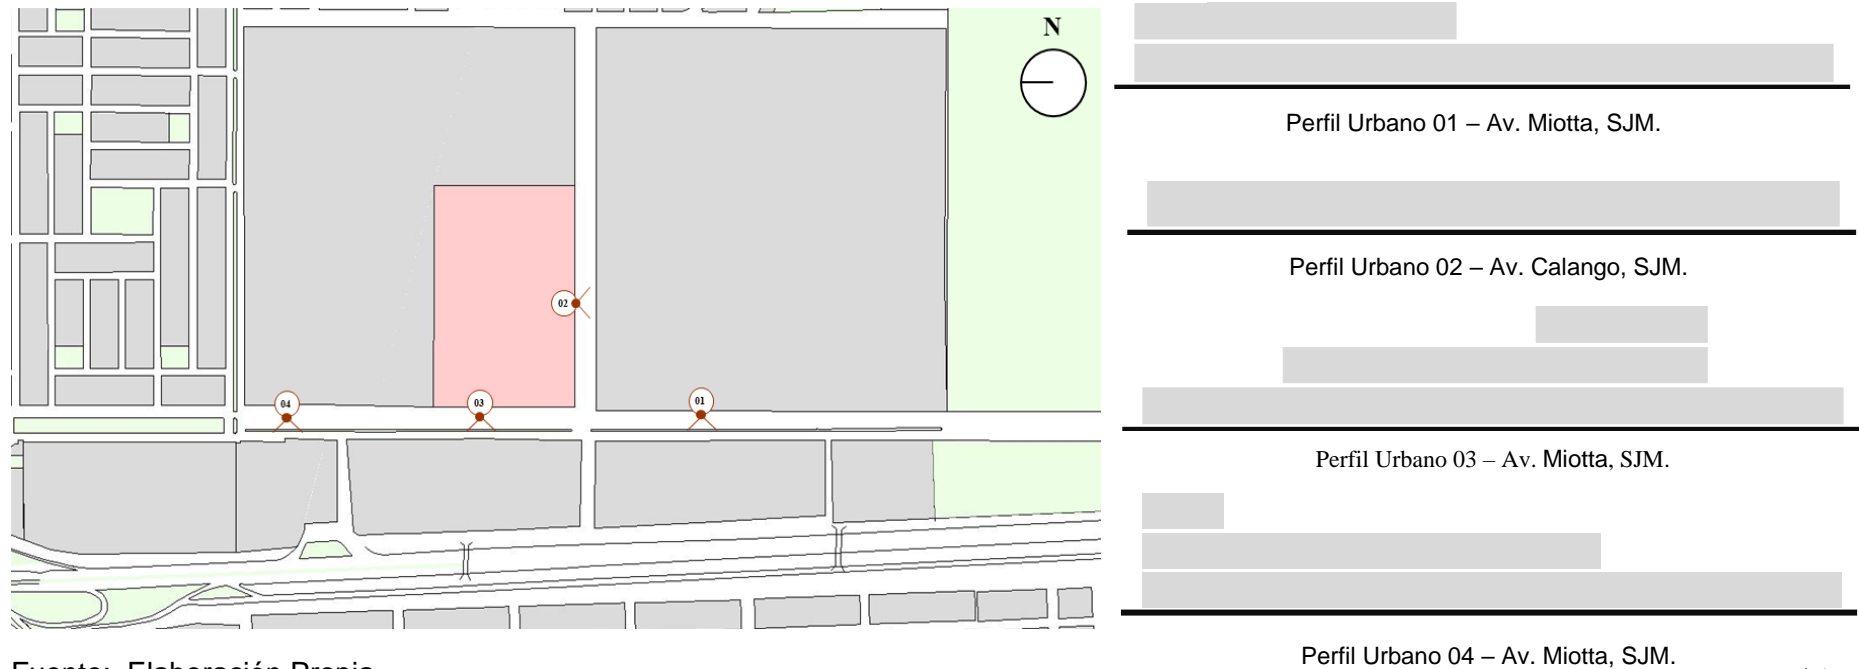 N
02
04
03
01
Perfil Urbano 01 – Av. Miotta, SJM.
Perfil Urbano 02 – Av. Calango, SJM.
Perfil Urbano 03 – Av. Miotta, SJM.
Perfil Urbano 04 – Av. Miotta, SJM.
Fuente: Elaboración Propia